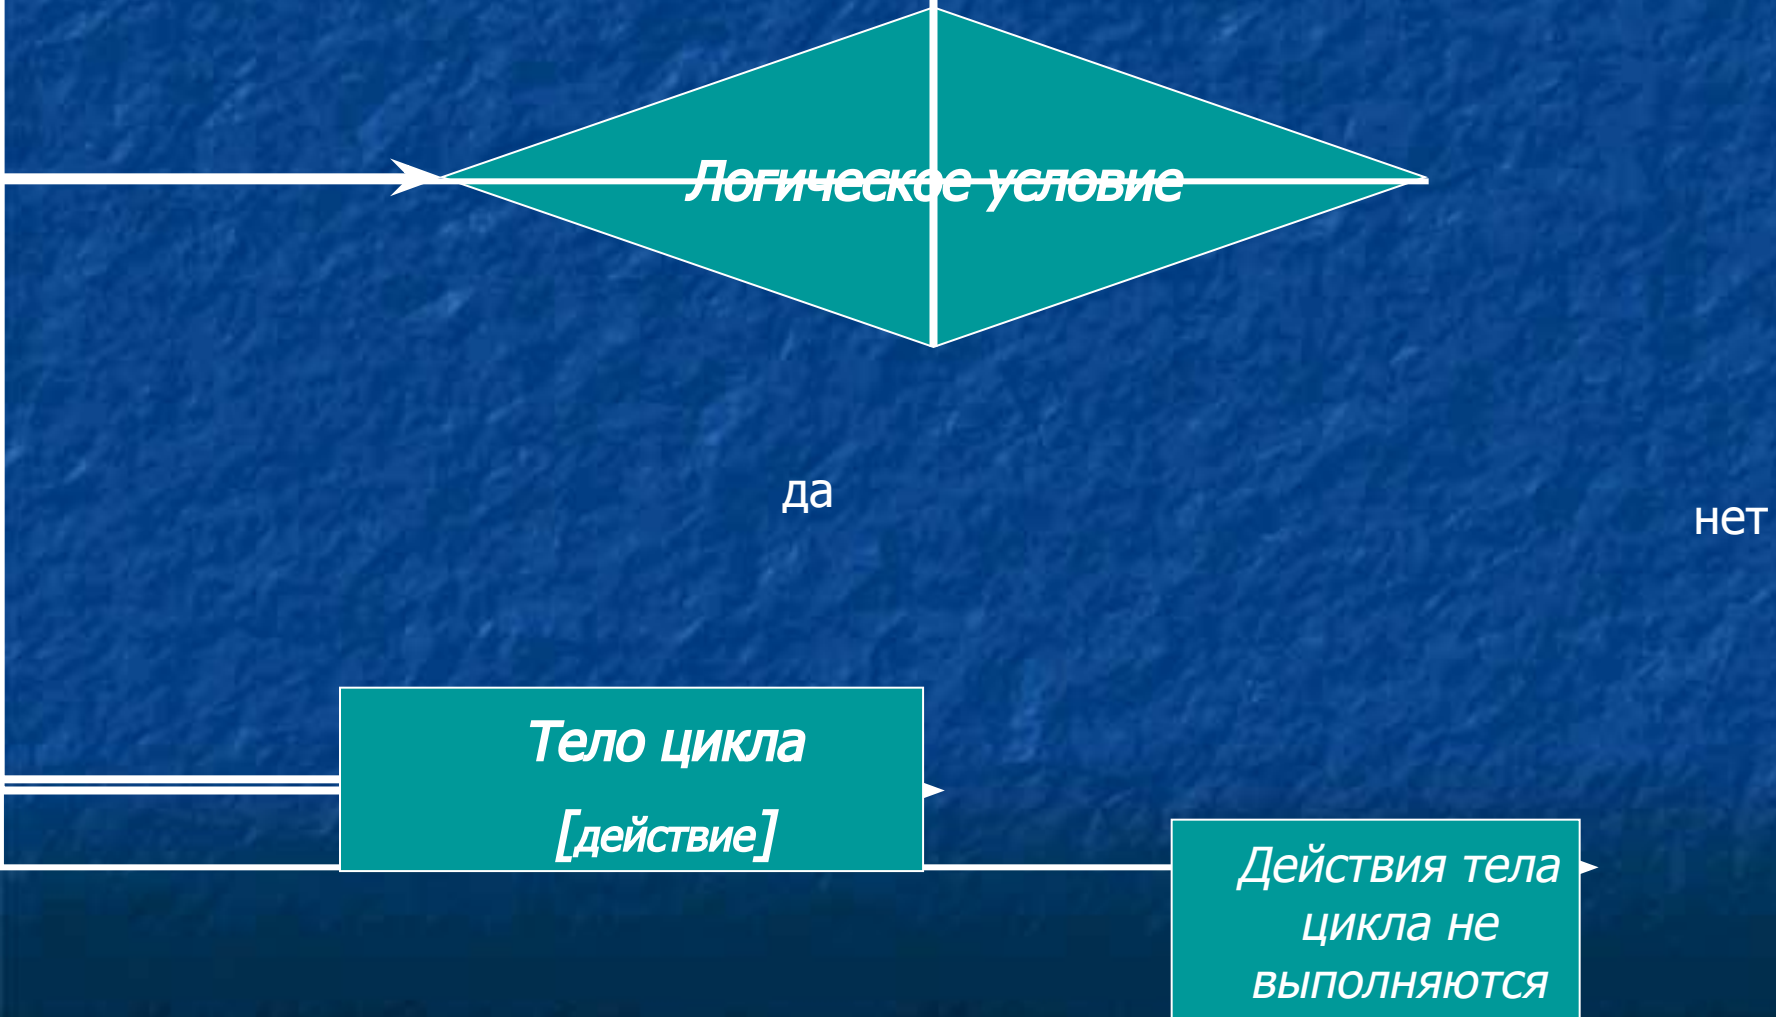 Логическое условие
да
нет
Тело цикла
[действие]
Действия тела
цикла не
выполняются